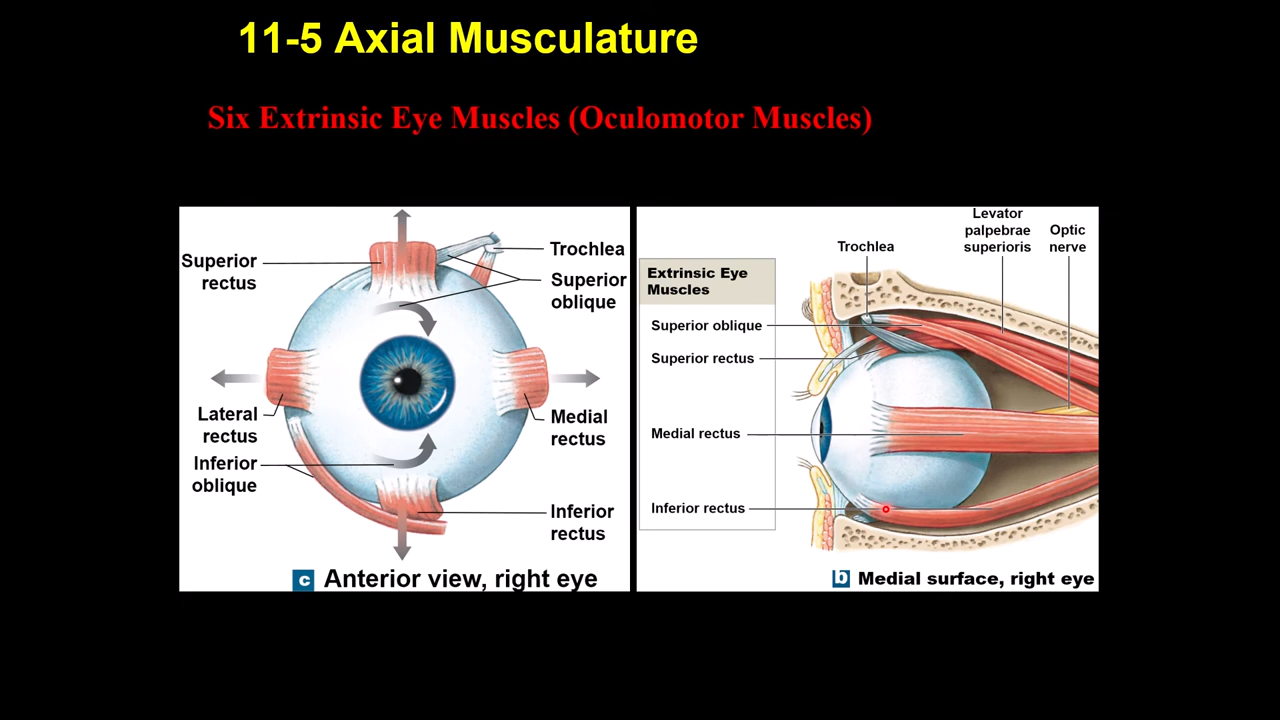 11-5 Axial Musculature
Six Extrinsic Eye Muscles (Oculomotor Muscles)
Superior
rectus
Lateral
rectus
Inferior
oblique
Trochlea
Superior
oblique
Medial
rectus
Inferior
rectus
c Anterior view, right eye
Levator
palpebrae
superioris
Optic
nerve
Trochlea
Extrinsic Eye
Muscles
Superior oblique
Superior rectus
Medial rectus
Inferior rectus
b Medial surface, right eye